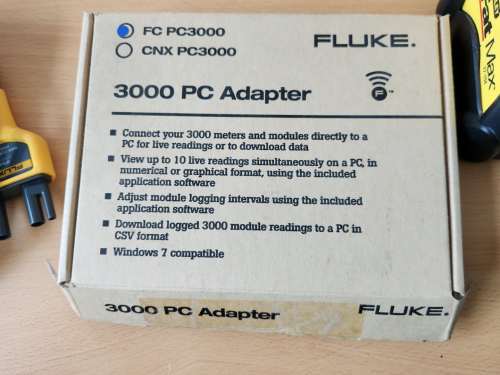 FC PC3000
CNX PC3000
FLUKE.
3000 PC Adapter
F™
■ Connect your 3000 meters and modules directly to a
PC for live readings or to download data
■ View up to 10 live readings simultaneously on a PC, in
numerical or graphical format, using the included
application software
■ Adjust module logging intervals using the included
application software
■ Download logged 3000 module readings to a PC in
CSV format
■ Windows 7 compatible
3000 PC Adapter
FLUKE.
Max